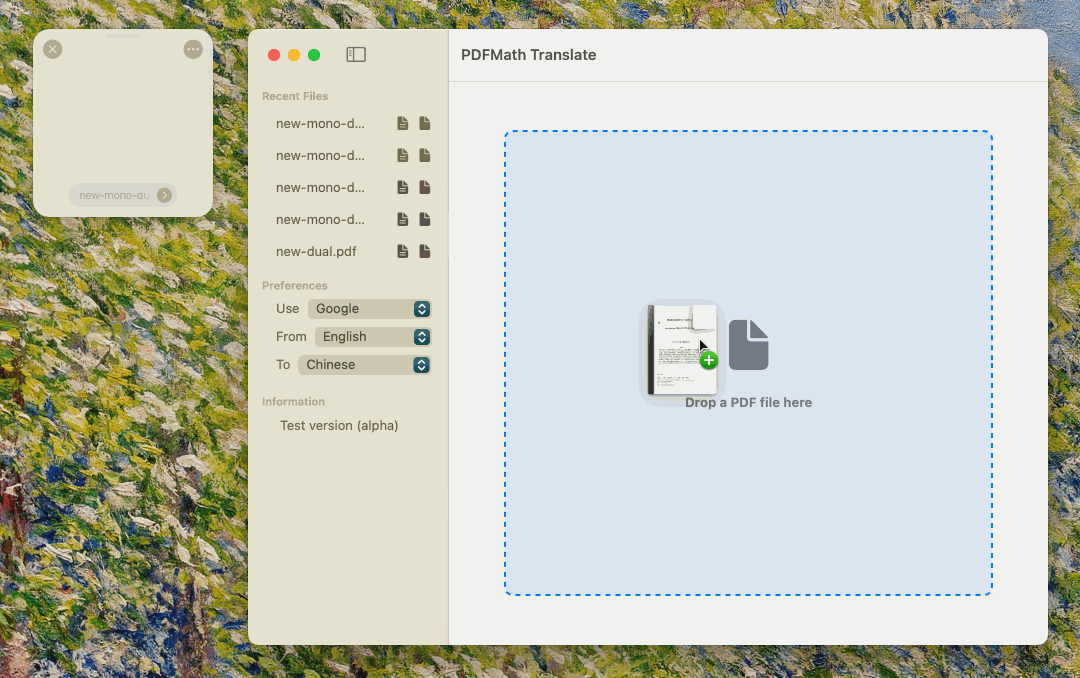 new-mono-du
PDFMath Translate
Recent Files
new-mono-d...
new-mono-d...
new-mono-d...
new-mono-d...
new-dual.pdf
Preferences
Use Google
From English
To Chinese
Information
Test version (alpha)
Drop a PDF file here